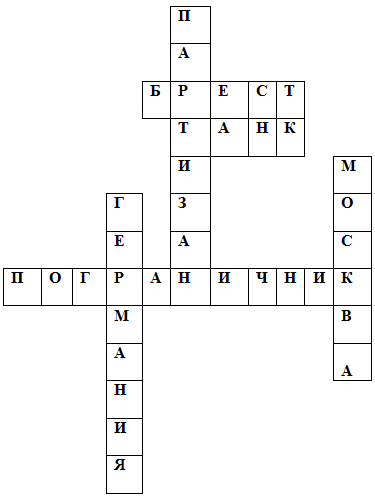 П
А
Б Р Е С Т
Т А Н К
И М
Г З О
Е А С
П О Г Р А Н И Ч Н И К
М В
А А
Н
И
Я